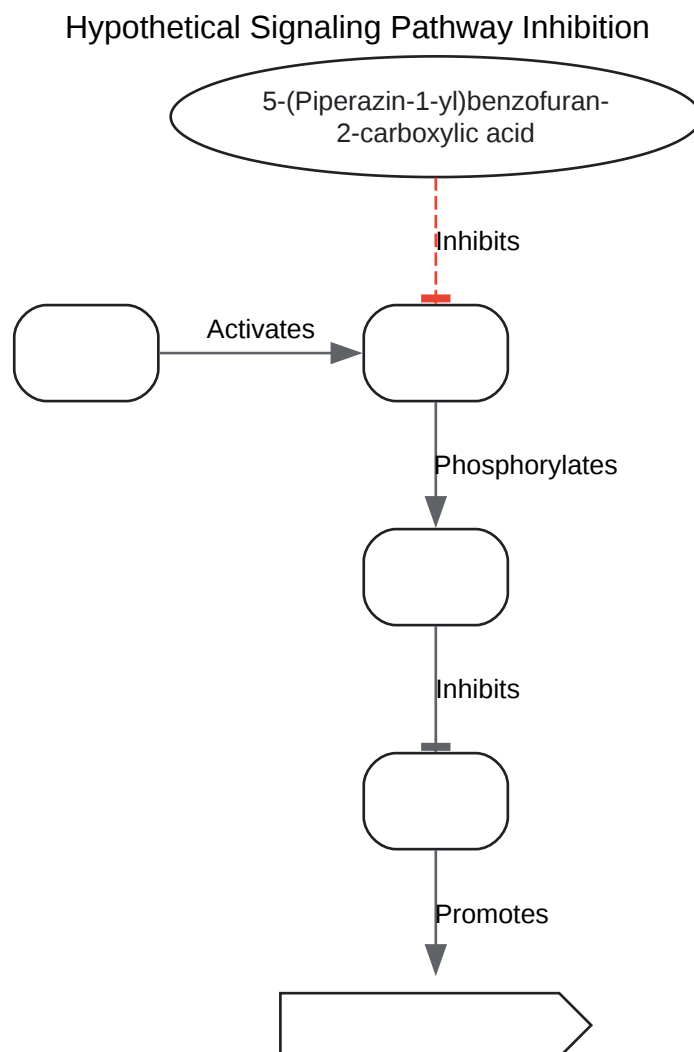 Hypothetical Signaling Pathway Inhibition
5-(Piperazin-1-yl)benzofuran-
2-carboxylic acid
Inhibits
Activates
Phosphorylates
Inhibits
Promotes